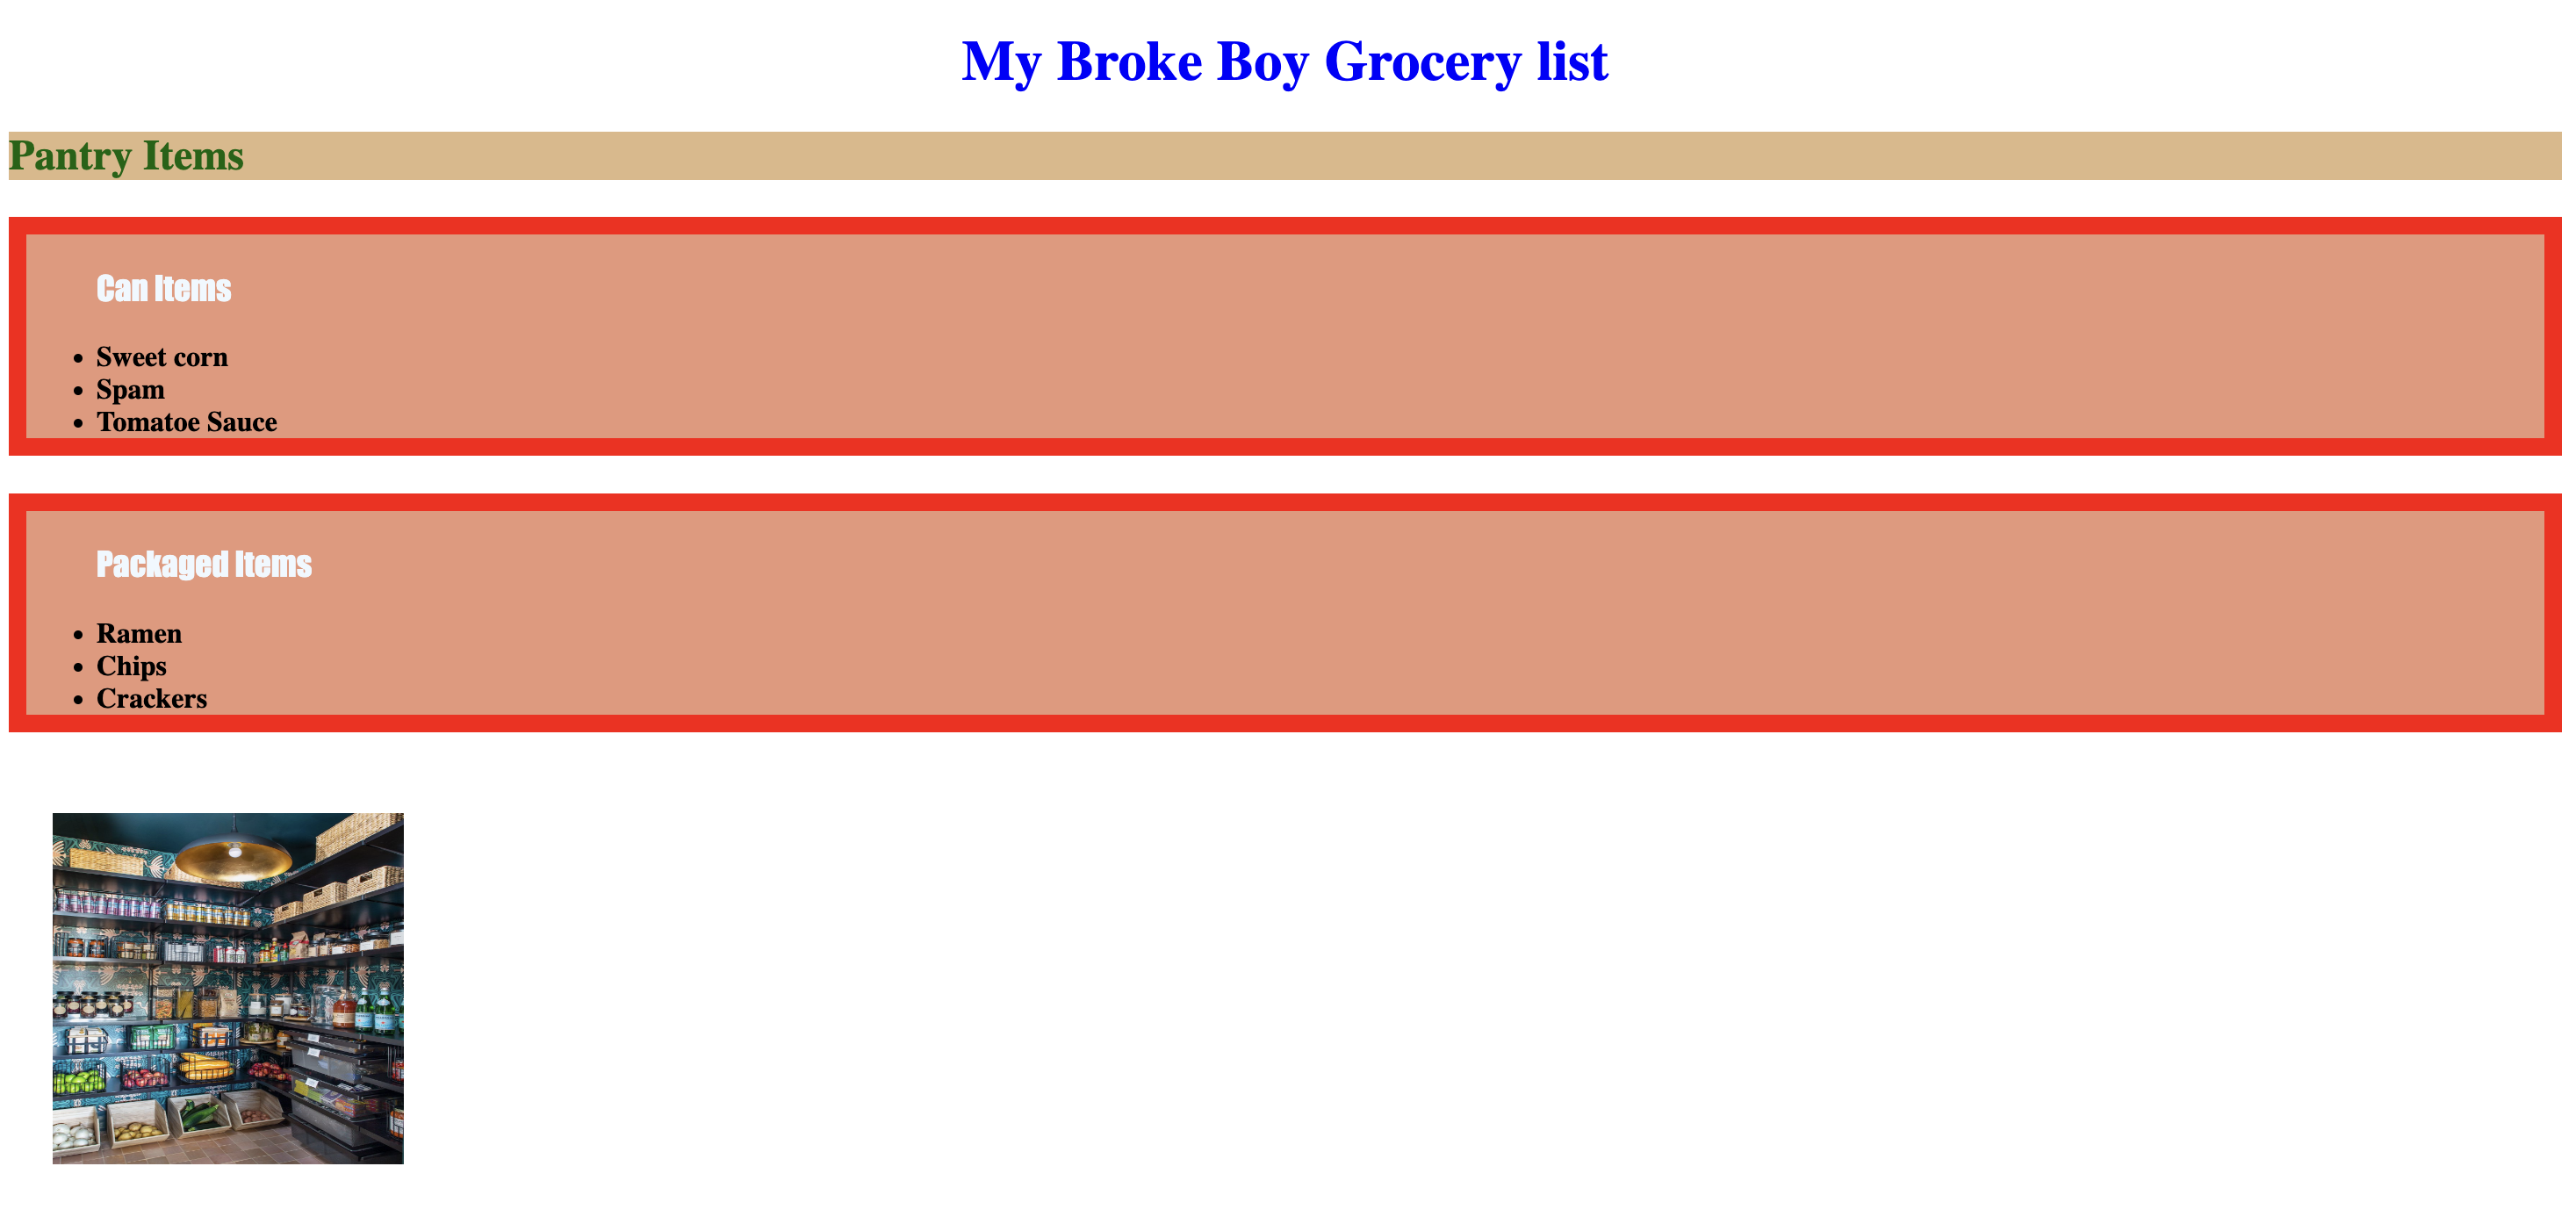 My Broke Boy Grocery list
Pantry Items
Can Items
Sweet corn
Spam
Tomatoe Sauce
Packaged Items
Ramen
Chips
Crackers